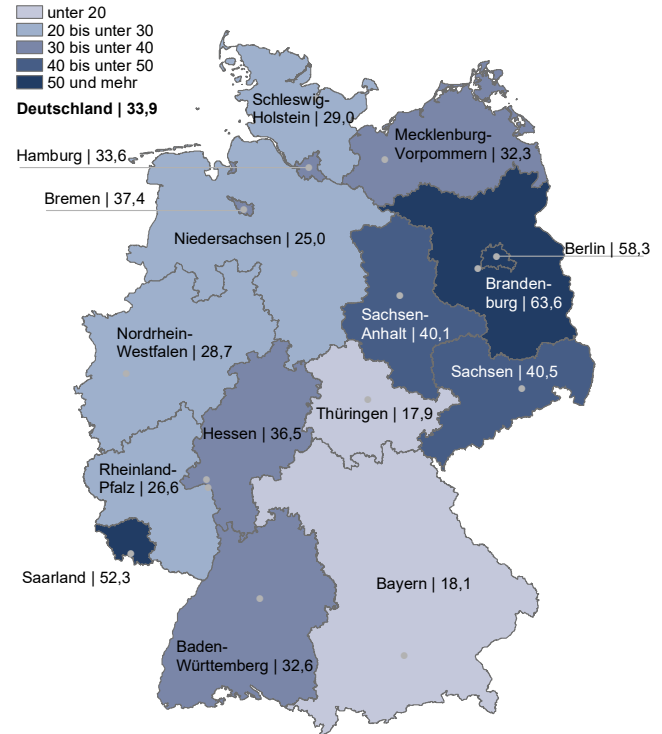 unter 20
20 bis unter 30
30 bis unter 40
40 bis unter 50
50 und mehr
Deutschland | 33,9
Schleswig-
Holstein | 29,0
Mecklenburg-
Vorpommern | 32,3
Hamburg | 33,6
Bremen | 37,4
Niedersachsen | 25,0
Berlin | 58,3
Branden-
burg | 63,6
Sachsen-
Anhalt | 40,1
Nordrhein-
Westfalen | 28,7
Sachsen | 40,5
Thüringen | 17,9
Hessen | 36,5
Rheinland-
Pfalz | 26,6
Saarland | 52,3
Bayern | 18,1
Baden-
Württemberg | 32,6